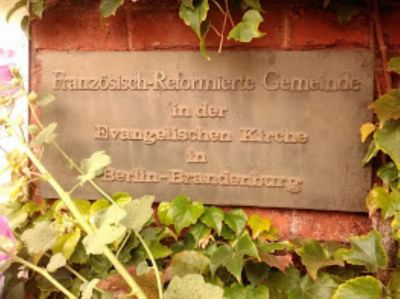 Französisch-Reformierte Gemeinde
in der
Evangelischen Kirche
in
Berlin-Brandenburg